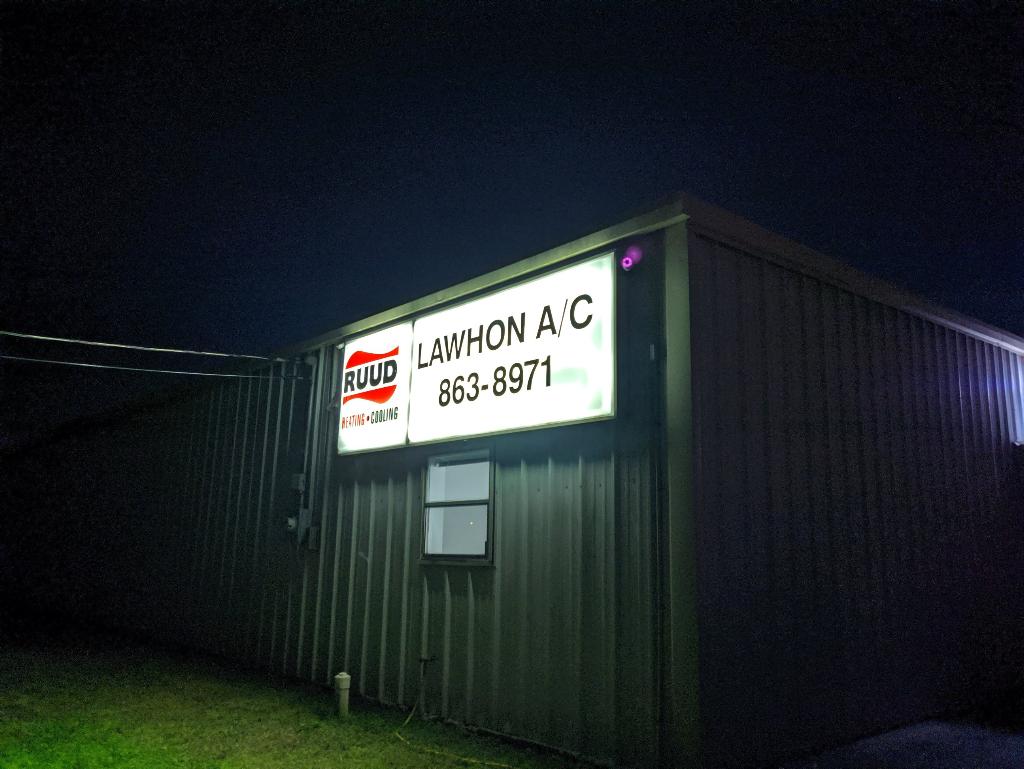 RUUD
HEATING • COOLING
LAWHON A/C
863-8971